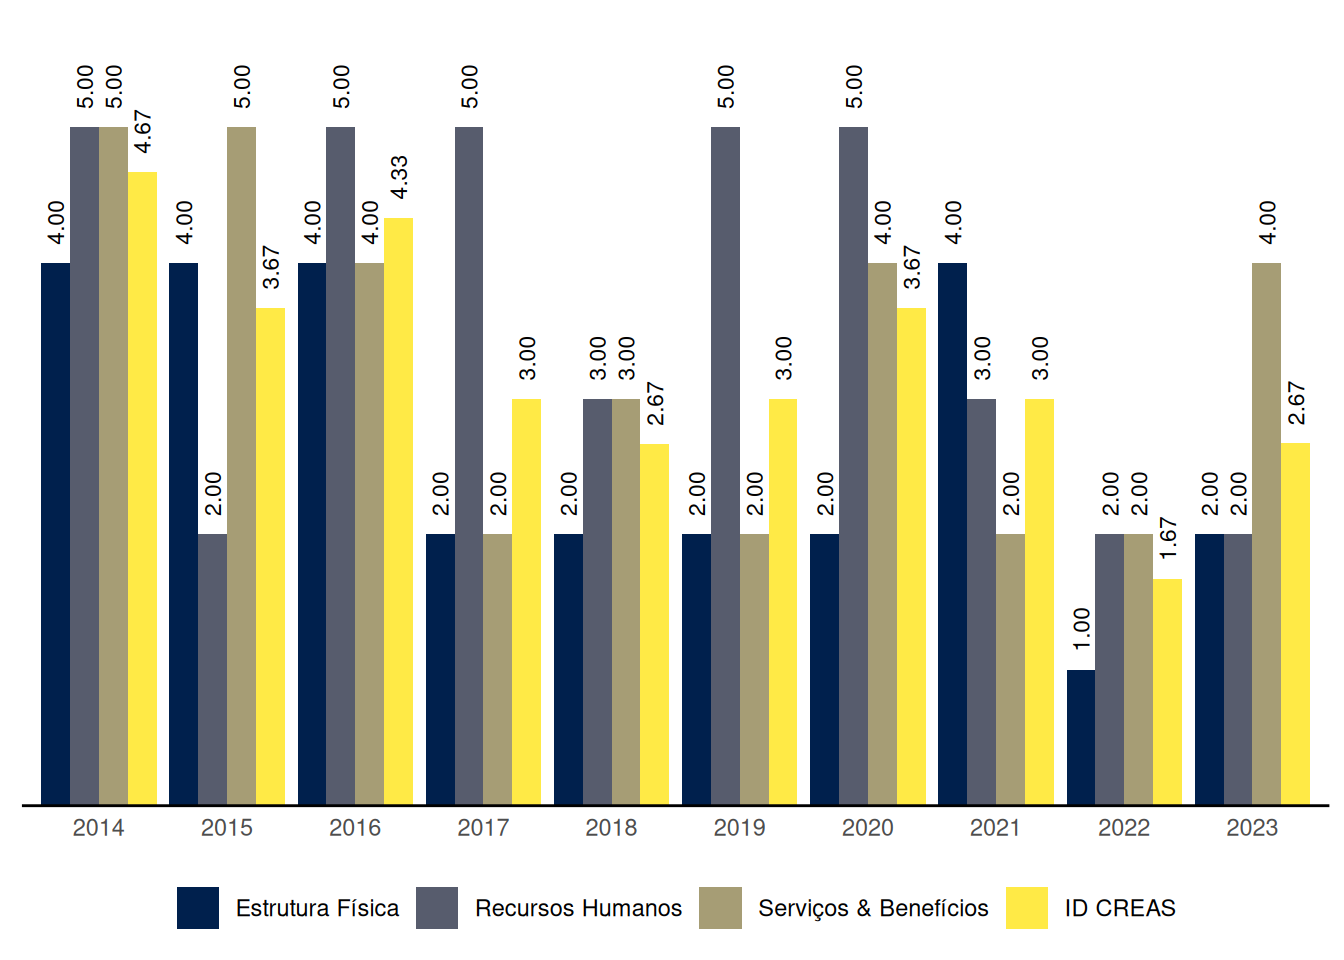 5.00 5.00 5.00 5.00 5.00 5.00 5.00
4.67
4.33
4.00 4.00 4.00 4.00 4.00 4.00 4.00
3.67 3.67
3.00 3.00 3.00 3.00 3.00 3.00
2.67 2.67
2.00 2.00 2.00 2.00 2.00 2.00 2.00 2.00 2.00 2.00 2.00 2.00
1.67
1.00
2014 2015 2016 2017 2018 2019 2020 2021 2022 2023
Estrutura Física Recursos Humanos Serviços & Benefícios ID CREAS